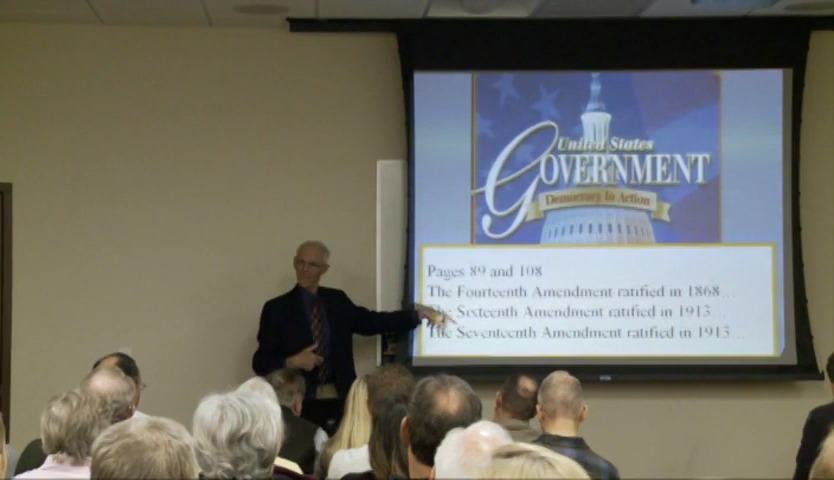 United States
GOVERNMENT
Democracy In Action
Pages 89 and 108
The Fourteenth Amendment ratified in 1868...
The Sixteenth Amendment ratified in 1913...
The Seventeenth Amendment ratified in 1913...